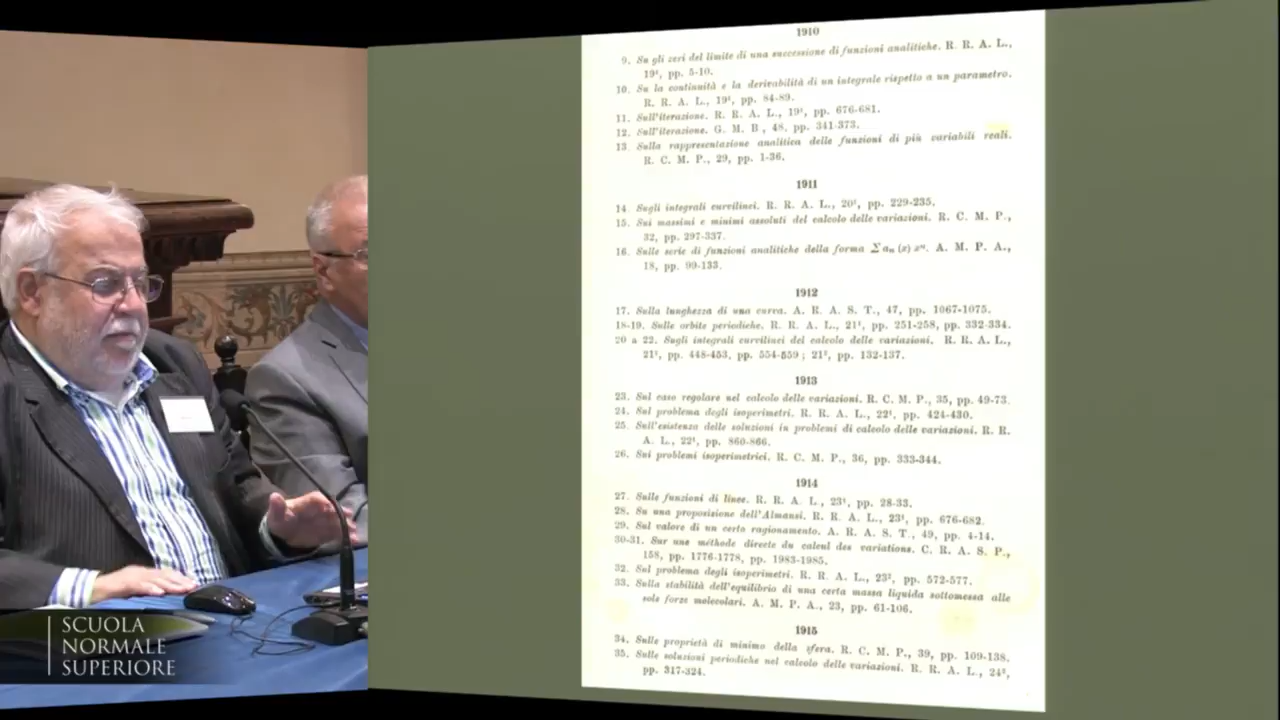 1910
9. Su gli zeri del limite di una successione di funzioni analitiche. R. R. A. L.,
19¹, pp. 5-10.
10. Su la continuità e la derivabilità di un integrale rispetto a un parametro.
R. R. A. L., 19¹, pp. 84-89.
11. Sull'iterazione. R. R. A. L., 19¹, pp. 676-681.
12. Sull'iterazione. G. M. B , 48, pp. 341-373.
13. Sulla rappresentazione analitica delle funzioni di più variabili reali.
R. C. M. P., 29, pp. 1-36.
1911
14. Sugli integrali curvilinei. R. R. A. L., 20¹, pp. 229-235.
15. Sui massimi e minimi assoluti del calcolo delle variazioni. R. C. M. P.,
32, pp. 297-337.
16. Sulle serie di funzioni analitiche della forma Σ aₙ (x) xⁿ. A. M. P. A.,
18, pp. 99-133.
1912
17. Sulla lunghezza di una curva. A. R. A. S. T., 47, pp. 1067-1075.
18-19. Sulle orbite periodiche. R. R. A. L., 21¹, pp. 251-258, pp. 332-334.
20 a 22. Sugli integrali curvilinei del calcolo delle variazioni. R. R. A. L.,
21¹, pp. 448-453, pp. 554-559 ; 21², pp. 132-137.
1913
23. Sul caso regolare nel calcolo delle variazioni. R. C. M. P., 35, pp. 49-73.
24. Sul problema degli isoperimetri. R. R. A. L., 22¹, pp. 424-430.
25. Sull'esistenza delle soluzioni in problemi di calcolo delle variazioni. R. R.
A. L., 22¹, pp. 860-866.
26. Sui problemi isoperimetrici. R. C. M. P., 36, pp. 333-344.
1914
27. Sulle funzioni di linee. R. R. A. L , 23¹, pp. 28-33.
28. Su una proposizione dell'Almansi. R. R. A. L., 23¹, pp. 676-682.
29. Sul valore di un certo ragionamento. A. R. A. S. T , 49, pp. 4-14.
30-31. Sur une méthode directe du calcul des variations. C. R. A. S. P.,
158, pp. 1776-1778, pp. 1983-1985.
32. Sul problema degli isoperimetri. R. R. A. L., 23², pp. 572-577.
33. Sulla stabilità dell'equilibrio di una certa massa liquida sottomessa alle
sole forze molecolari. A. M. P. A., 23, pp. 61-106.
1915
34. Sulle proprietà di minimo della sfera. R. C. M. P., 39, pp. 109-138.
35. Sulle soluzioni periodiche nel calcolo delle variazioni. R. R. A. L., 24²,
pp. 317-324.
SCUOLA
NORMALE
SUPERIORE